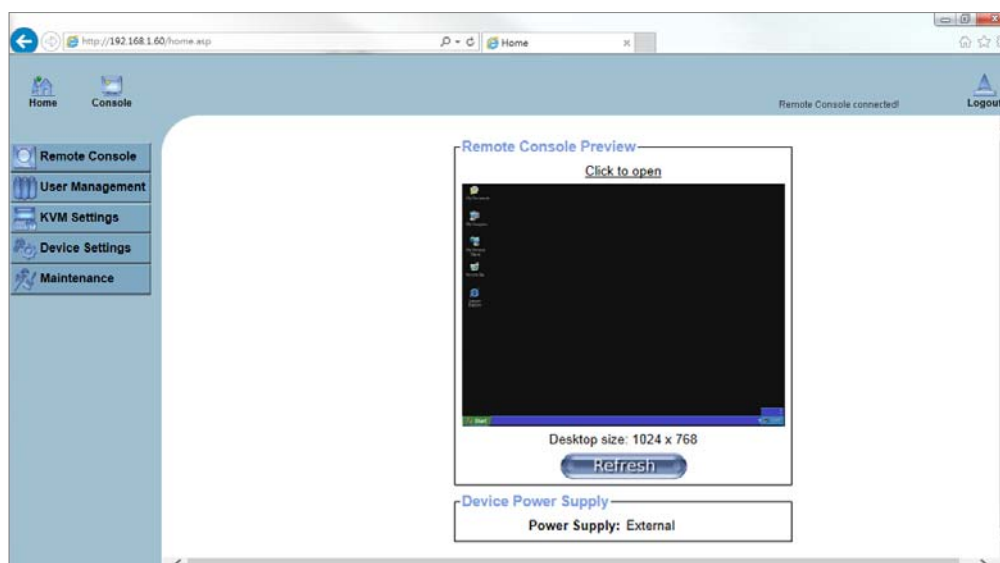 http://192.168.1.60/home.asp
Home
Home
Console
Remote Console connected!
Logout
Remote Console
User Management
KVM Settings
Device Settings
Maintenance
Remote Console Preview
Click to open
Start
Desktop size: 1024 x 768
Refresh
Device Power Supply
Power Supply: External